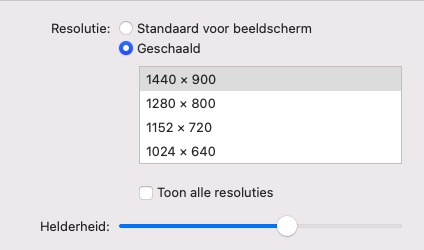 Resolutie: Standaard voor beeldscherm
Geschaald
1440 × 900
1280 × 800
1152 × 720
1024 × 640
Toon alle resoluties
Helderheid: